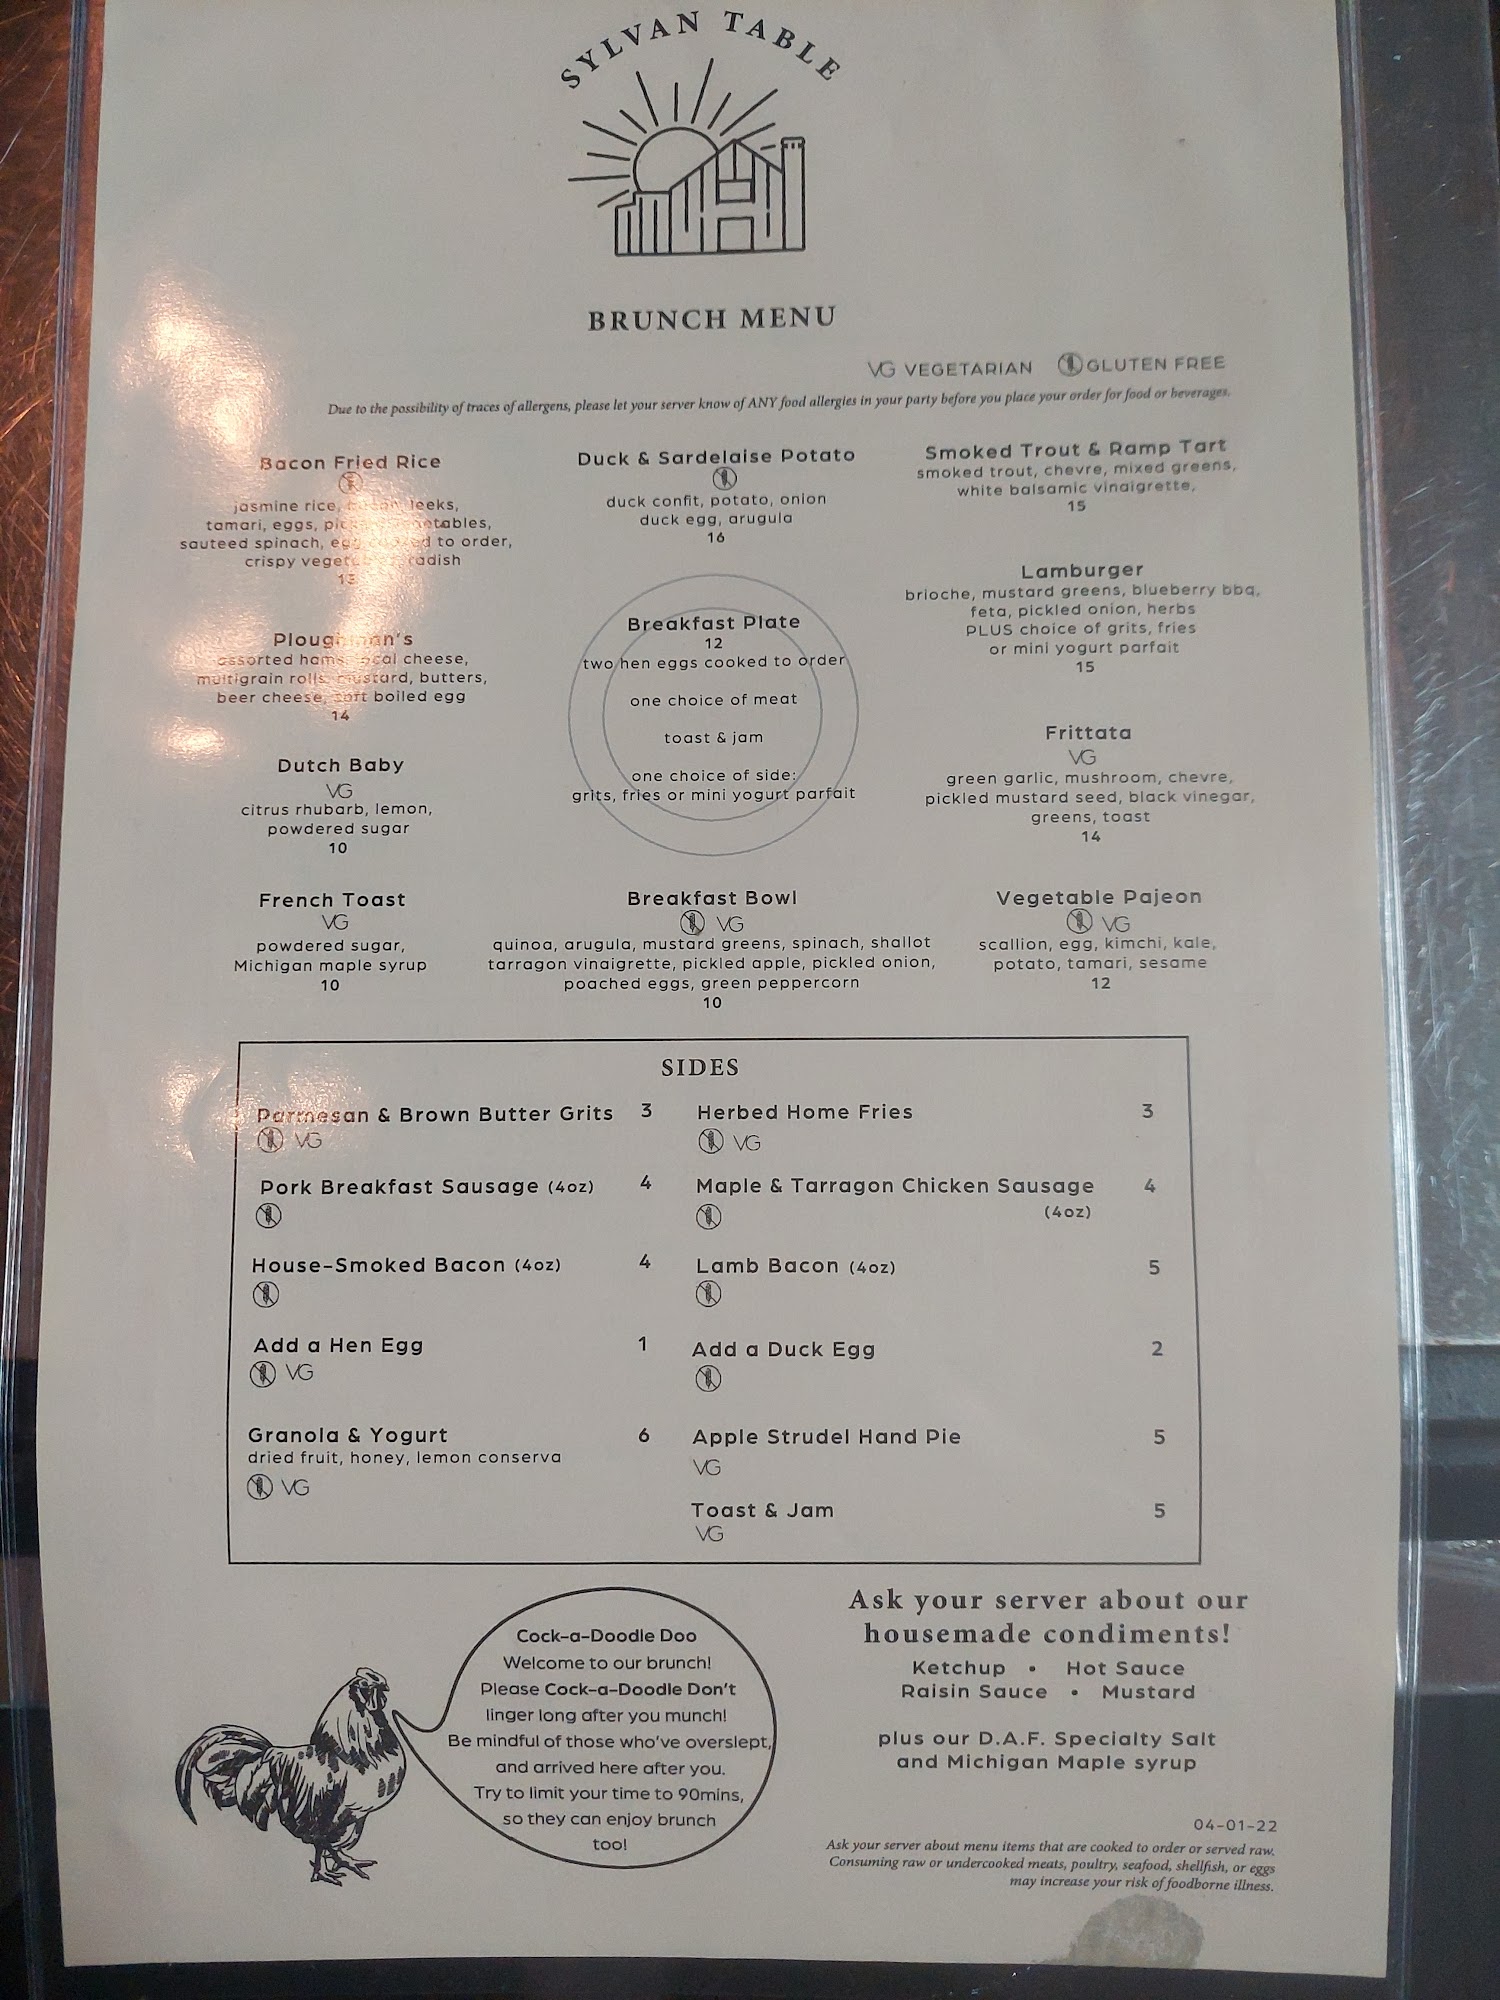 SYLVAN TABLE
BRUNCH MENU
VG VEGETARIAN GLUTEN FREE
Due to the possibility of traces of allergens, please let your server know of ANY food allergies in your party before you place your order for food or beverages.
Bacon Fried Rice
jasmine rice, bacon, leeks,
tamari, eggs, pickled vegetables,
sauteed spinach, egg cooked to order,
crispy vegetables, radish
13
Ploughman's
assorted hams, local cheese,
multigrain rolls, mustard, butters,
beer cheese, soft boiled egg
14
Dutch Baby
VG
citrus rhubarb, lemon,
powdered sugar
10
French Toast
VG
powdered sugar,
Michigan maple syrup
10
Duck & Sardelaise Potato
duck confit, potato, onion
duck egg, arugula
16
Breakfast Plate
12
two hen eggs cooked to order
one choice of meat
toast & jam
one choice of side:
grits, fries or mini yogurt parfait
Breakfast Bowl
VG
quinoa, arugula, mustard greens, spinach, shallot
tarragon vinaigrette, pickled apple, pickled onion,
poached eggs, green peppercorn
10
Smoked Trout & Ramp Tart
smoked trout, chevre, mixed greens,
white balsamic vinaigrette,
15
Lamburger
brioche, mustard greens, blueberry bbq,
feta, pickled onion, herbs
PLUS choice of grits, fries
or mini yogurt parfait
15
Frittata
VG
green garlic, mushroom, chevre,
pickled mustard seed, black vinegar,
greens, toast
14
Vegetable Pajeon
VG
scallion, egg, kimchi, kale,
potato, tamari, sesame
12
SIDES
Parmesan & Brown Butter Grits 3
VG
Pork Breakfast Sausage (4oz) 4
House-Smoked Bacon (4oz) 4
Add a Hen Egg 1
VG
Granola & Yogurt 6
dried fruit, honey, lemon conserva
VG
Herbed Home Fries 3
VG
Maple & Tarragon Chicken Sausage 4
(4oz)
Lamb Bacon (4oz) 5
Add a Duck Egg 2
Apple Strudel Hand Pie 5
VG
Toast & Jam 5
VG
Cock-a-Doodle Doo
Welcome to our brunch!
Please Cock-a-Doodle Don't
linger long after you munch!
Be mindful of those who've overslept,
and arrived here after you.
Try to limit your time to 90mins,
so they can enjoy brunch
too!
Ask your server about our
housemade condiments!
Ketchup • Hot Sauce
Raisin Sauce • Mustard
plus our D.A.F. Specialty Salt
and Michigan Maple syrup
04-01-22
Ask your server about menu items that are cooked to order or served raw.
Consuming raw or undercooked meats, poultry, seafood, shellfish, or eggs
may increase your risk of foodborne illness.